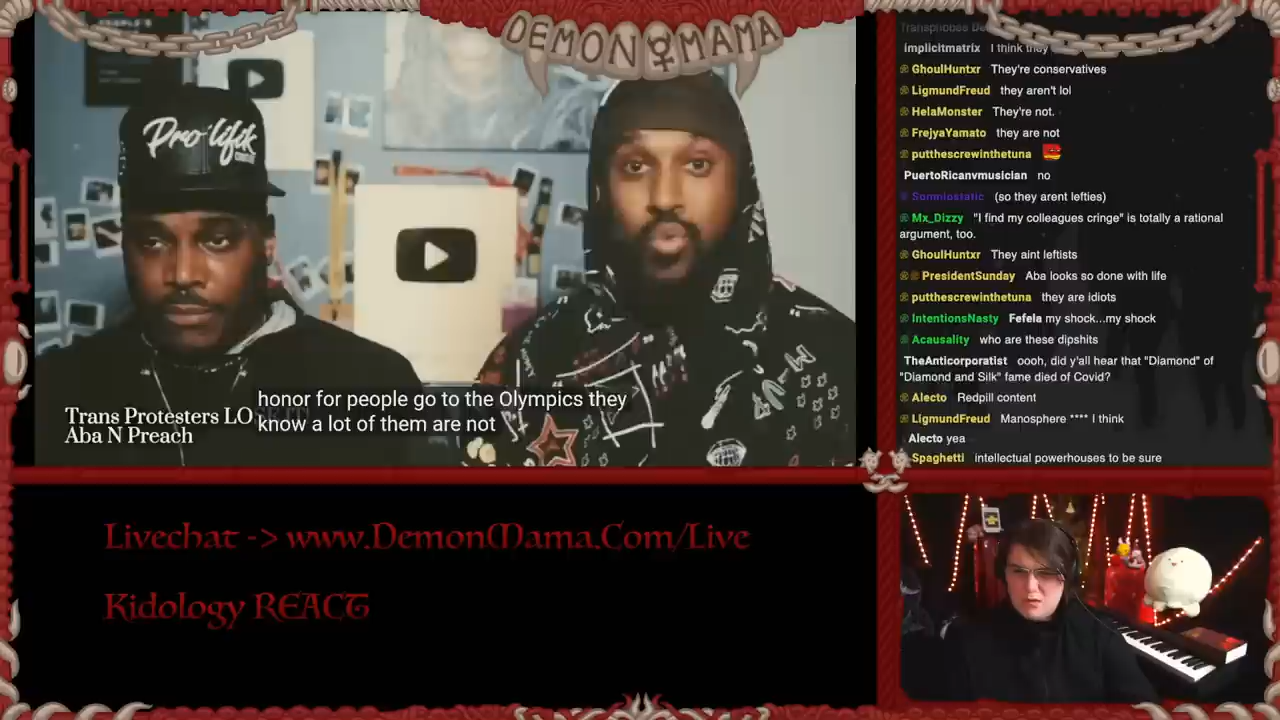 DEMON MAMA
Pro'lifik
honor for people go to the Olympics they
know a lot of them are not
Trans Protesters LO
Aba N Preach
implicitmatrix I think they
GhoulHuntxr They're conservatives
LigmundFreud they aren't lol
HelaMonster They're not.
FrejyaYamato they are not
putthescrewinthetuna
PuertoRicanvmusician no
Somniostatic (so they arent lefties)
Mx_Dizzy "I find my colleagues cringe" is totally a rational
argument, too.
GhoulHuntxr They aint leftists
PresidentSunday Aba looks so done with life
putthescrewinthetuna they are idiots
IntentionsNasty Fefela my shock...my shock
Acausality who are these dipshits
TheAnticorporatist oooh, did y'all hear that "Diamond" of
"Diamond and Silk" fame died of Covid?
Alecto Redpill content
LigmundFreud Manosphere **** I think
Alecto yea
Spaghetti intellectual powerhouses to be sure
Livechat -> www.DemonMama.Com/Live
Kidology REACT